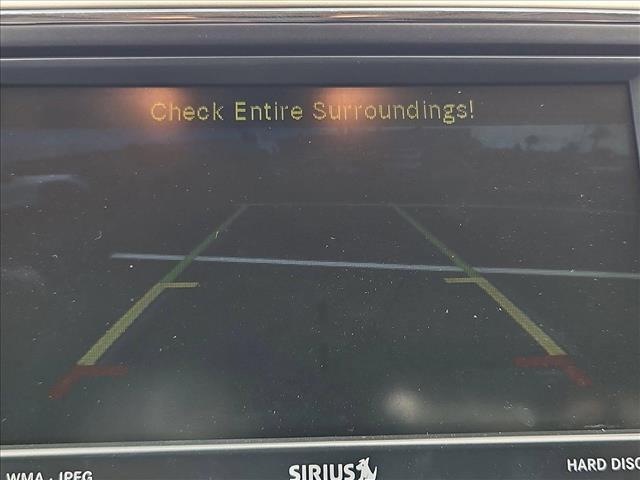 Check Entire Surroundings!
WMA · JPEG
SIRIUS
HARD DISC